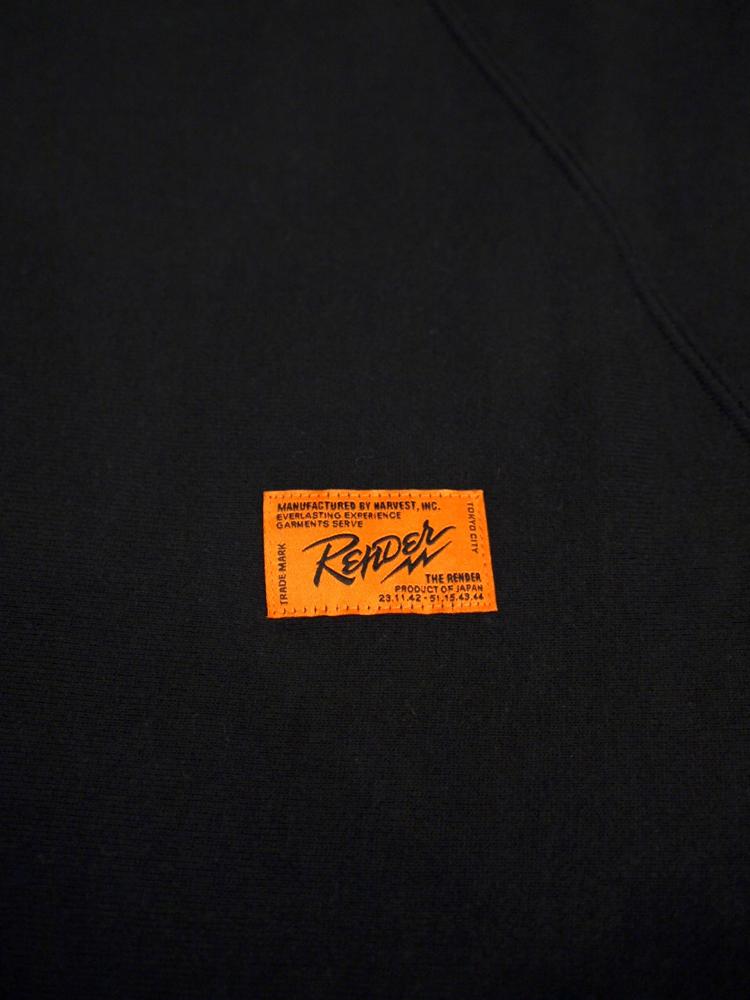 MANUFACTURED BY HARVEST, INC.
EVERLASTING EXPERIENCE
GARMENTS SERVE
TRADE MARK
RENDER
TOKYO CITY
THE RENDER
PRODUCT OF JAPAN
23.11.42 - 51.15.43.44